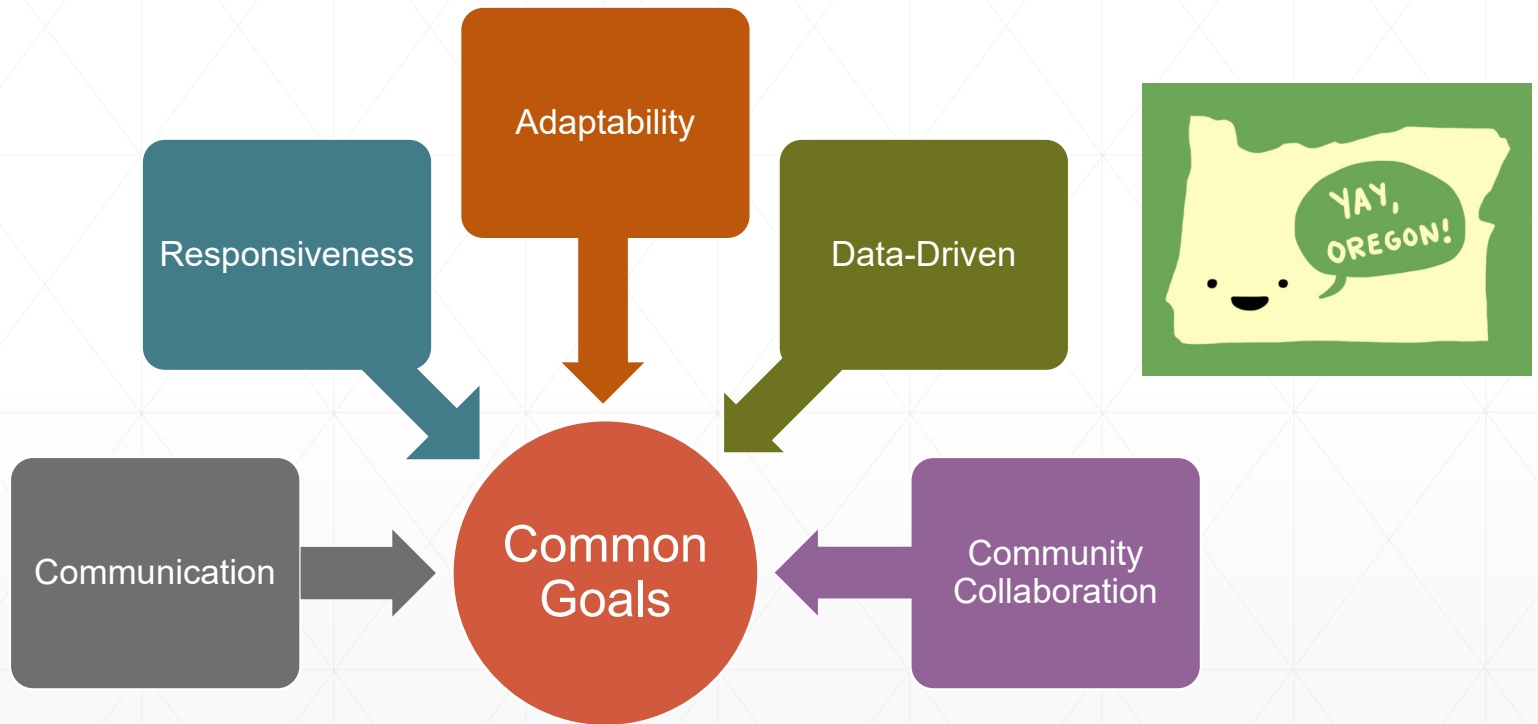 Adaptability
Responsiveness
Data-Driven
YAY,
OREGON!
Communication
Common
Goals
Community
Collaboration